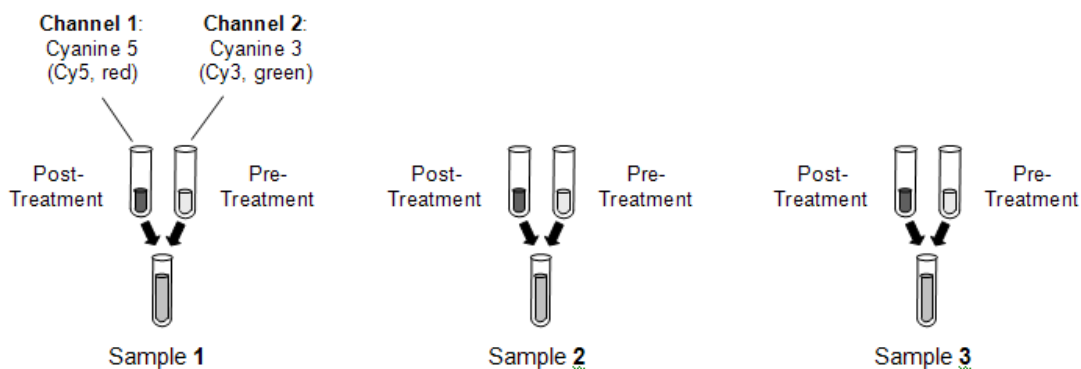 Channel 1:
Cyanine 5
(Cy5, red)
Channel 2:
Cyanine 3
(Cy3, green)
Post-
Treatment
Pre-
Treatment
Post-
Treatment
Pre-
Treatment
Post-
Treatment
Pre-
Treatment
Sample 1
Sample 2
Sample 3